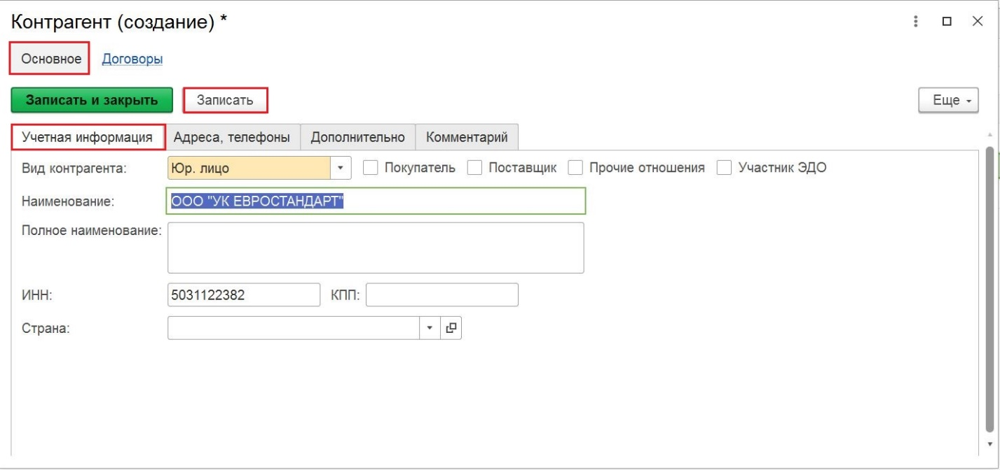 Контрагент (создание) *
Основное Договоры
Записать и закрыть Записать Еще
Учетная информация Адреса, телефоны Дополнительно Комментарий
Вид контрагента: Юр. лицо Покупатель Поставщик Прочие отношения Участник ЭДО
Наименование: ООО "УК ЕВРОСТАНДАРТ"
Полное наименование:
ИНН: 5031122382 КПП:
Страна: